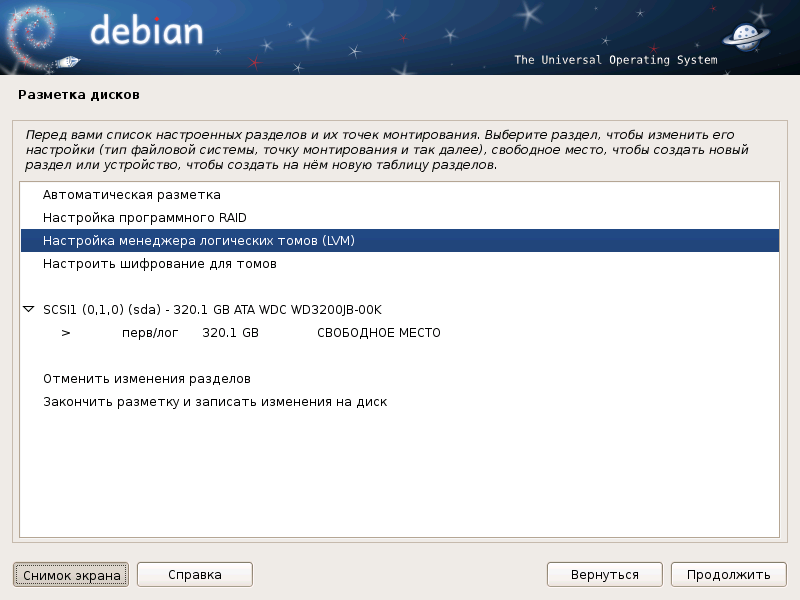 debian
The Universal Operating System
Разметка дисков
Перед вами список настроенных разделов и их точек монтирования. Выберите раздел, чтобы изменить его
настройки (тип файловой системы, точку монтирования и так далее), свободное место, чтобы создать новый
раздел или устройство, чтобы создать на нём новую таблицу разделов.
Автоматическая разметка
Настройка программного RAID
Настройка менеджера логических томов (LVM)
Настроить шифрование для томов
SCSI1 (0,1,0) (sda) - 320.1 GB ATA WDC WD3200JB-00K
> перв/лог 320.1 GB СВОБОДНОЕ МЕСТО
Отменить изменения разделов
Закончить разметку и записать изменения на диск
Снимок экрана Справка Вернуться Продолжить